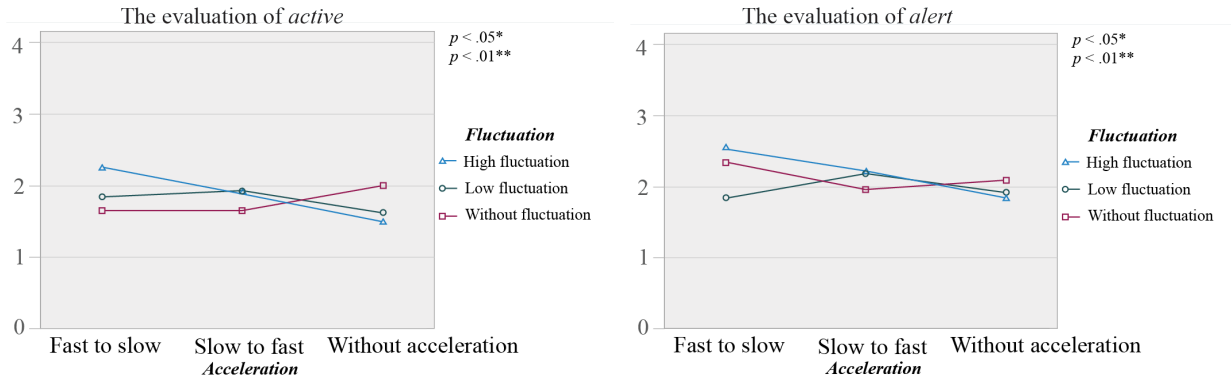 The evaluation of active
4
3
2
1
0
Fast to slow
Slow to fast
Without acceleration
Acceleration
p < .05*
p < .01**
Fluctuation
High fluctuation
Low fluctuation
Without fluctuation
The evaluation of alert
4
3
2
1
0
Fast to slow
Slow to fast
Without acceleration
Acceleration
p < .05*
p < .01**
Fluctuation
High fluctuation
Low fluctuation
Without fluctuation